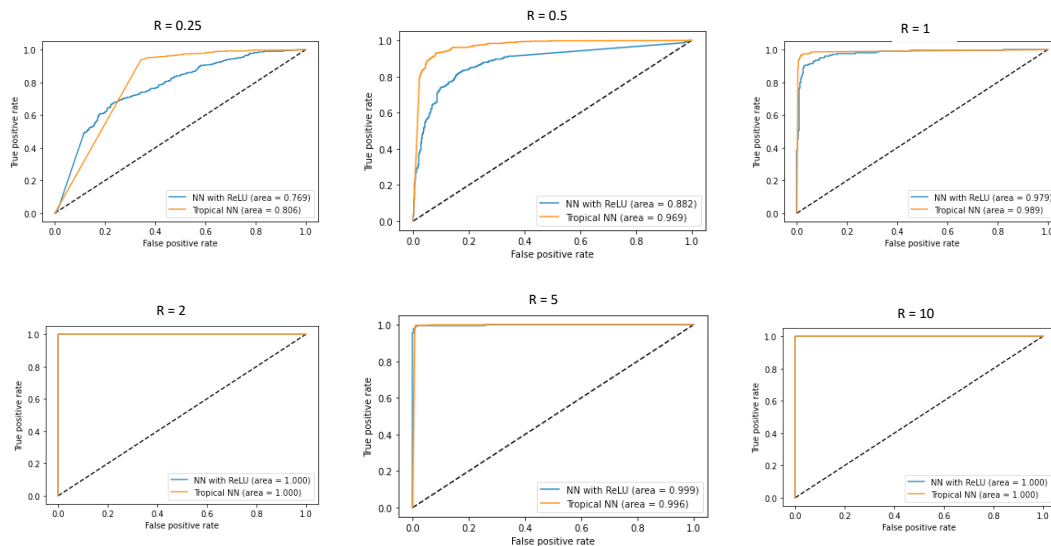 R = 0.25
R = 0.5
R = 1
1.0
0.8
0.6
0.4
0.2
0.0
True positive rate
NN with ReLU (area = 0.769)
Tropical NN (area = 0.806)
0.0 0.2 0.4 0.6 0.8 1.0
False positive rate
1.0
0.8
0.6
0.4
0.2
0.0
True positive rate
NN with ReLU (area = 0.882)
Tropical NN (area = 0.969)
0.0 0.2 0.4 0.6 0.8 1.0
False positive rate
1.0
0.8
0.6
0.4
0.2
0.0
True positive rate
NN with ReLU (area = 0.979)
Tropical NN (area = 0.989)
0.0 0.2 0.4 0.6 0.8 1.0
False positive rate
R = 2
R = 5
R = 10
1.0
0.8
0.6
0.4
0.2
0.0
True positive rate
NN with ReLU (area = 1.000)
Tropical NN (area = 1.000)
0.0 0.2 0.4 0.6 0.8 1.0
False positive rate
1.0
0.8
0.6
0.4
0.2
0.0
True positive rate
NN with ReLU (area = 0.999)
Tropical NN (area = 0.996)
0.0 0.2 0.4 0.6 0.8 1.0
False positive rate
1.0
0.8
0.6
0.4
0.2
0.0
True positive rate
NN with ReLU (area = 1.000)
Tropical NN (area = 1.000)
0.0 0.2 0.4 0.6 0.8 1.0
False positive rate